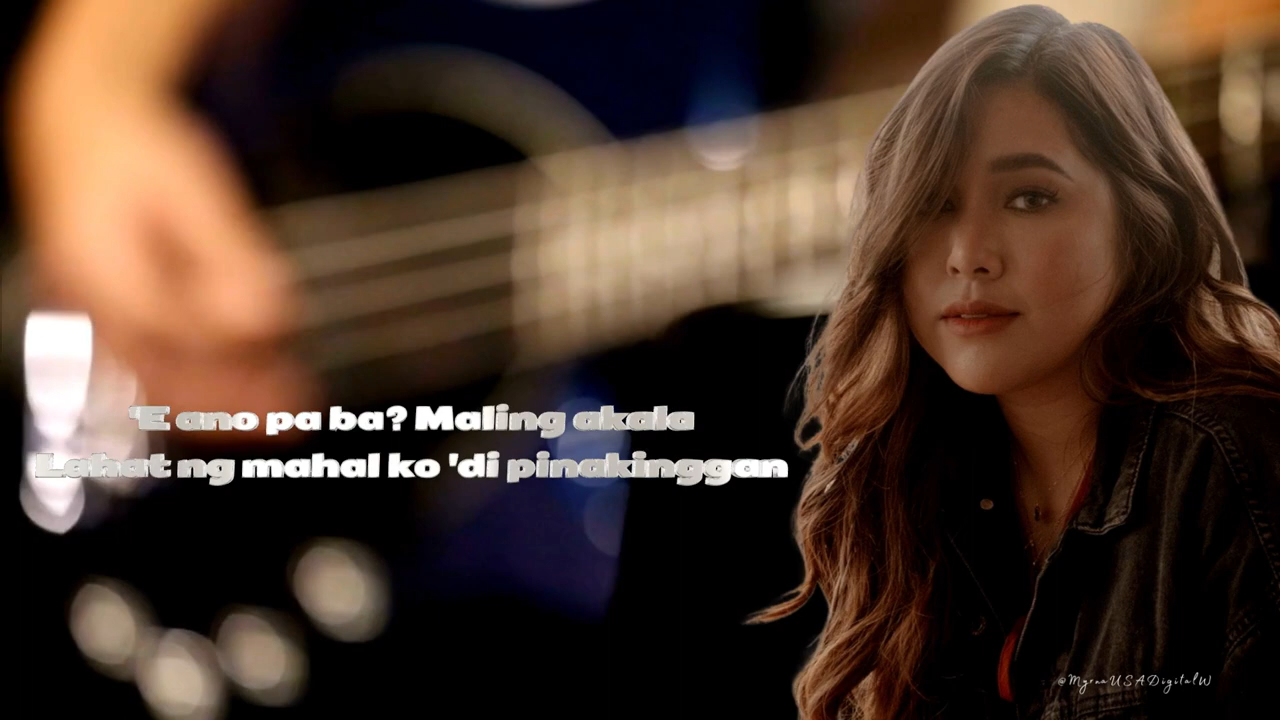 'E ano pa ba? Maling akala
Lahat ng mahal ko 'di pinakinggan
@MyrnaUSADigitalW